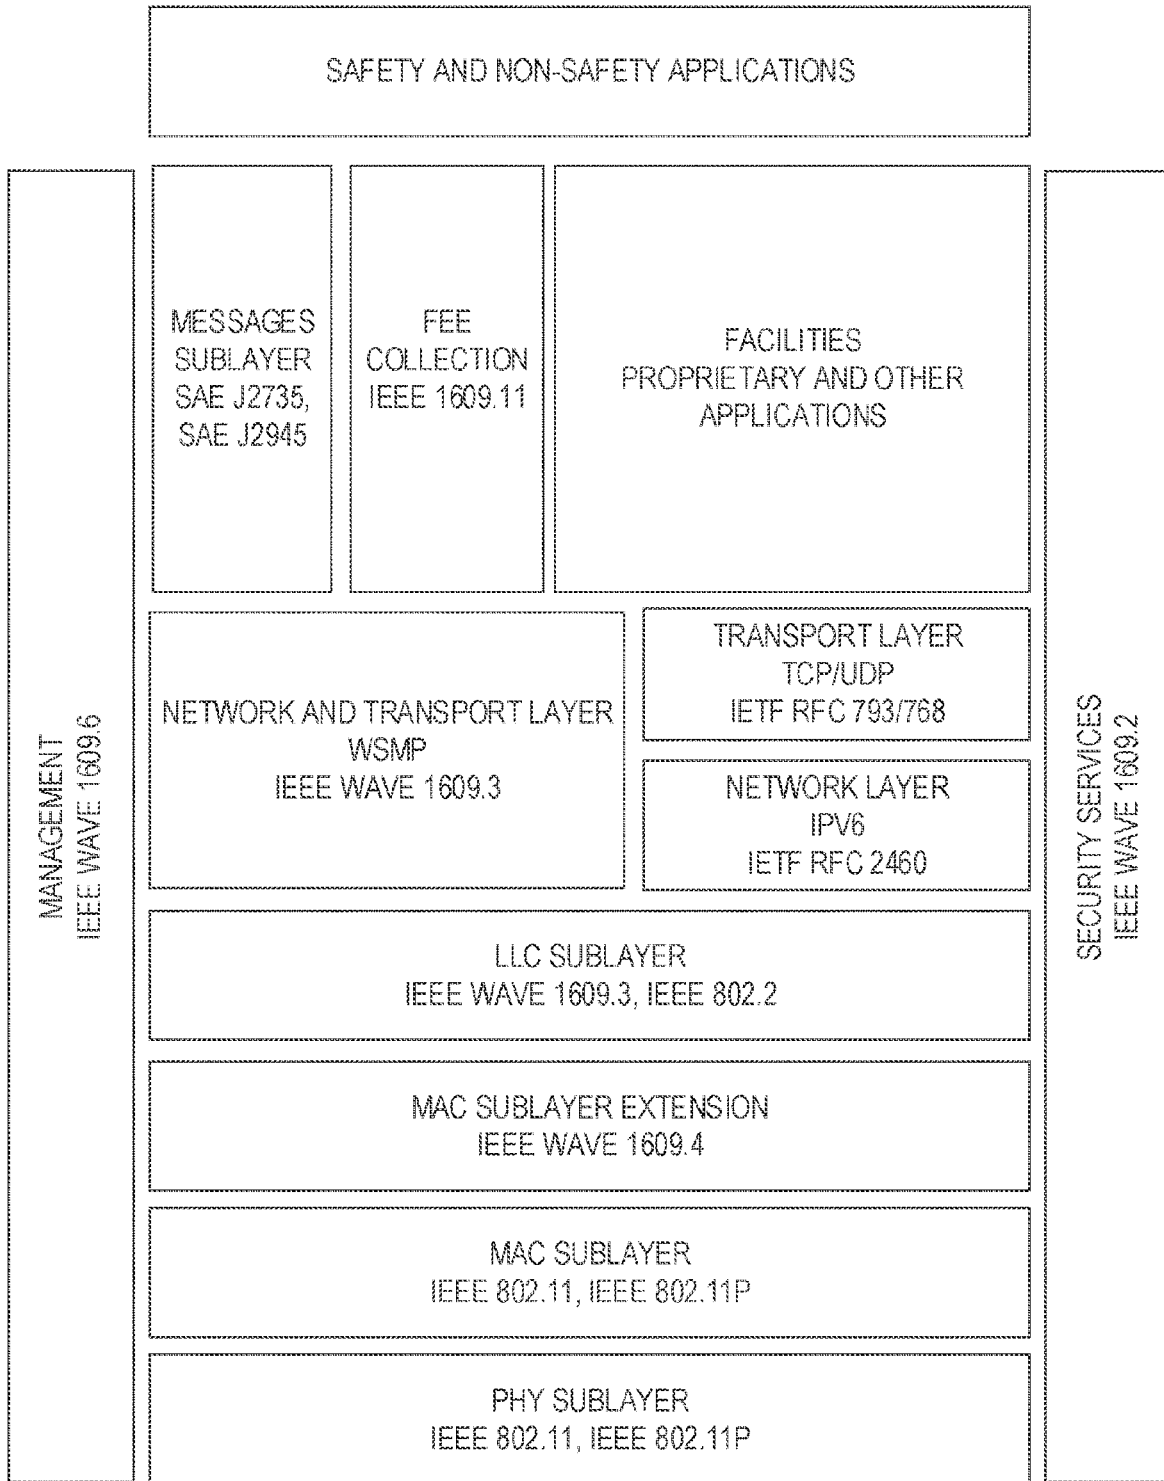 SAFETY AND NON-SAFETY APPLICATIONS
MANAGEMENT
IEEE WAVE 1609.6
MESSAGES
SUBLAYER
SAE J2735,
SAE J2945
FEE
COLLECTION
IEEE 1609.11
FACILITIES
PROPRIETARY AND OTHER
APPLICATIONS
SECURITY SERVICES
IEEE WAVE 1609.2
NETWORK AND TRANSPORT LAYER
WSMP
IEEE WAVE 1609.3
TRANSPORT LAYER
TCP/UDP
IETF RFC 793/768
NETWORK LAYER
IPV6
IETF RFC 2460
LLC SUBLAYER
IEEE WAVE 1609.3, IEEE 802.2
MAC SUBLAYER EXTENSION
IEEE WAVE 1609.4
MAC SUBLAYER
IEEE 802.11, IEEE 802.11P
PHY SUBLAYER
IEEE 802.11, IEEE 802.11P